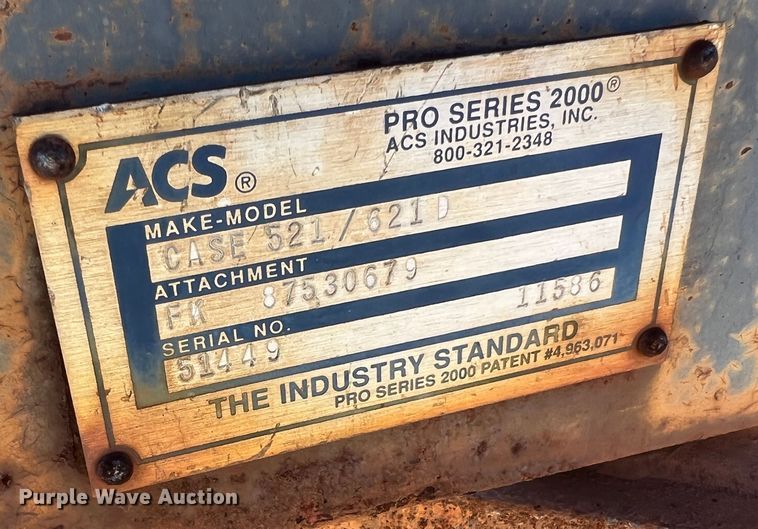 ACS®
PRO SERIES 2000®
ACS INDUSTRIES, INC.
800-321-2348
MAKE-MODEL
CASE 521/621D
ATTACHMENT
FK 87530679
SERIAL NO.
51449 11586
THE INDUSTRY STANDARD
PRO SERIES 2000 PATENT #4,963,071
Purple Wave Auction